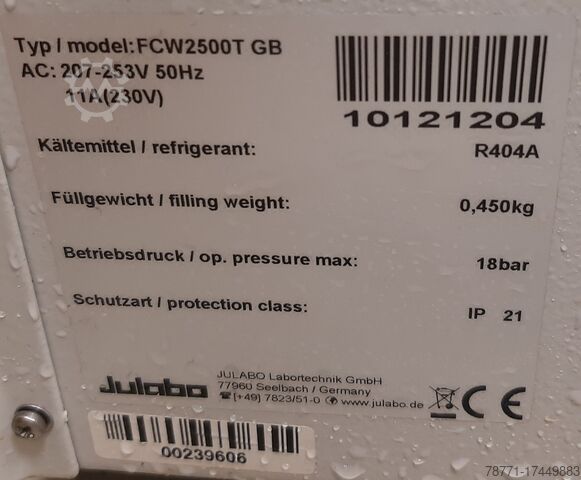 Typ / model:FCW2500T GB
AC: 207-253V 50Hz
11A(230V)
10121204
Kältemittel / refrigerant: R404A
Füllgewicht / filling weight: 0,450kg
Betriebsdruck / op. pressure max: 18bar
Schutzart / protection class: IP 21
Julabo
JULABO Labortechnik GmbH
77960 Seelbach / Germany
[+49] 7823/51-0 www.julabo.de
CE
00239606
78771-17449883